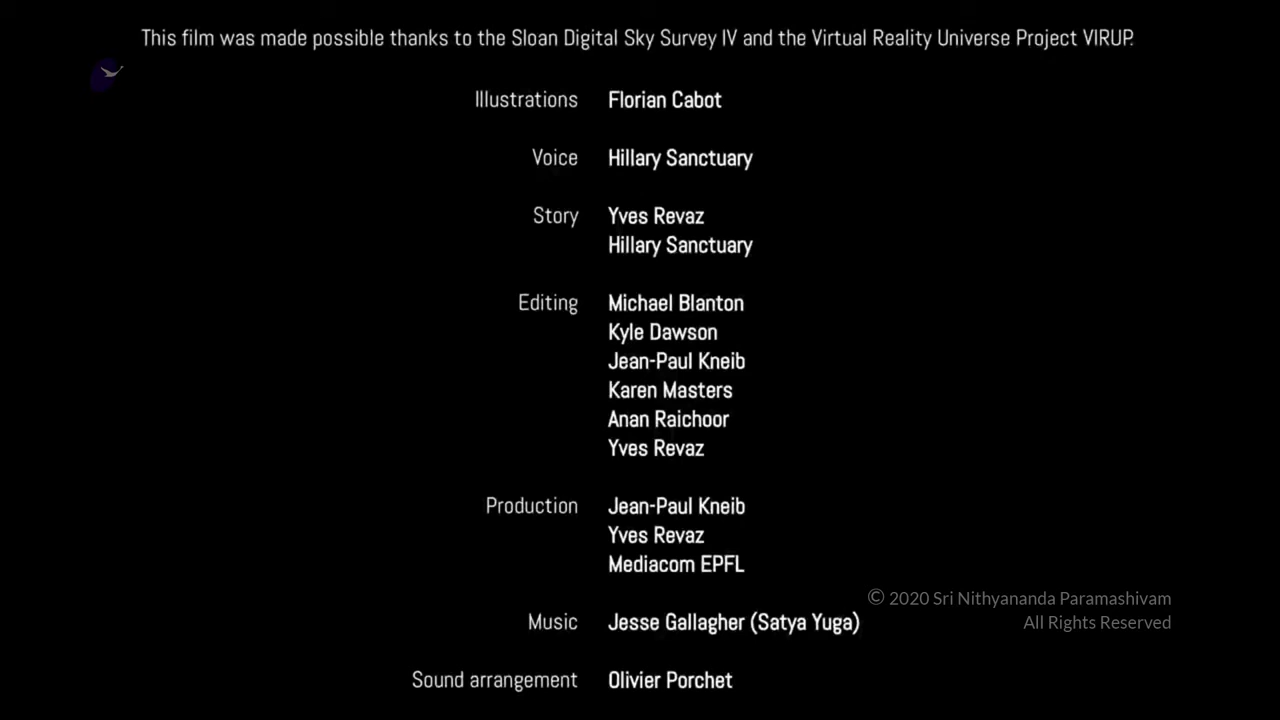 This film was made possible thanks to the Sloan Digital Sky Survey IV and the Virtual Reality Universe Project VIRUP.
Illustrations Florian Cabot
Voice Hillary Sanctuary
Story Yves Revaz
Hillary Sanctuary
Editing Michael Blanton
Kyle Dawson
Jean-Paul Kneib
Karen Masters
Anan Raichoor
Yves Revaz
Production Jean-Paul Kneib
Yves Revaz
Mediacom EPFL
© 2020 Sri Nithyananda Paramashivam
All Rights Reserved
Music Jesse Gallagher (Satya Yuga)
Sound arrangement Olivier Porchet